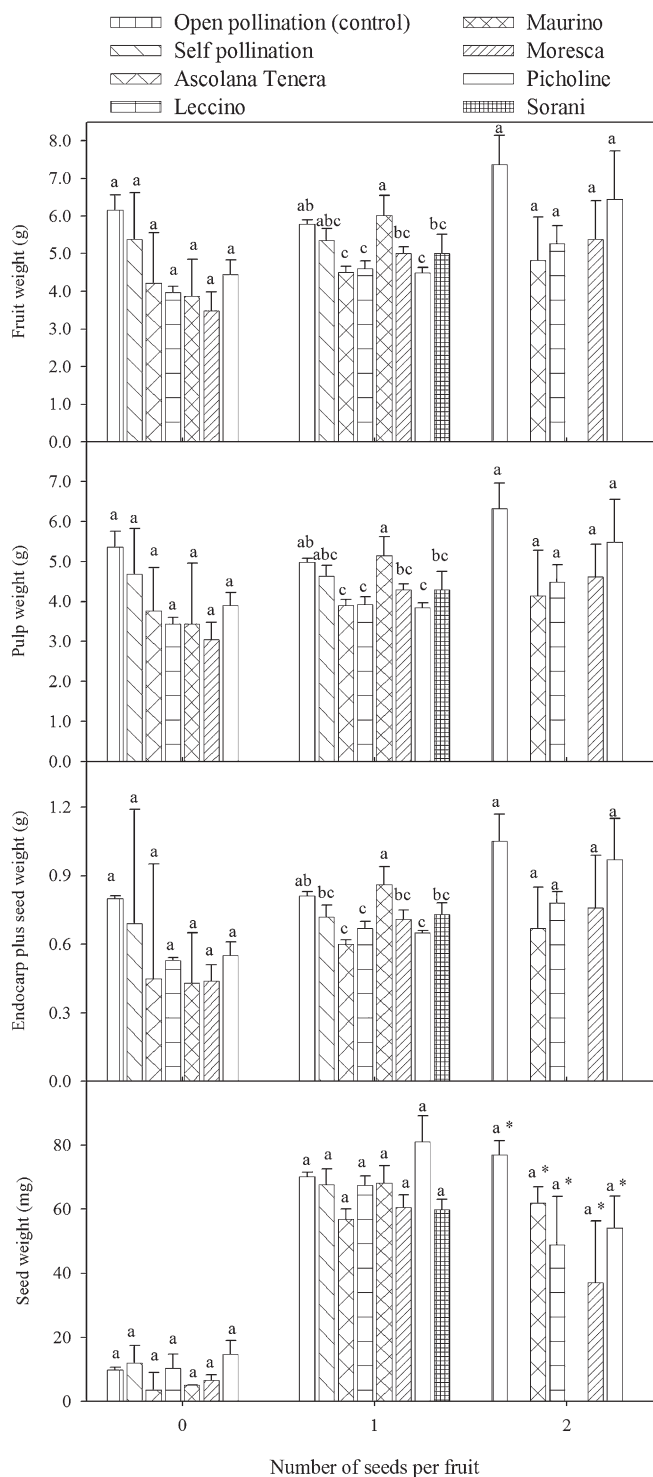 Open pollination (control)
Self pollination
Ascolana Tenera
Leccino
Maurino
Moresca
Picholine
Sorani
Fruit weight (g)
8.0
7.0
6.0
5.0
4.0
3.0
2.0
1.0
0.0
a a a a a a a
ab abc c c a bc c bc
a a a a a
Pulp weight (g)
7.0
6.0
5.0
4.0
3.0
2.0
1.0
0.0
a a a a a a a
ab abc c c a bc c bc
a a a a a
Endocarp plus seed weight (g)
1.2
0.9
0.6
0.3
0.0
a a a a a a a
ab bc c c a bc c bc
a a a a a
Seed weight (mg)
80
60
40
20
0
a a a a a a a
a a a a a a a a
a * a * a * a * a *
0 1 2
Number of seeds per fruit